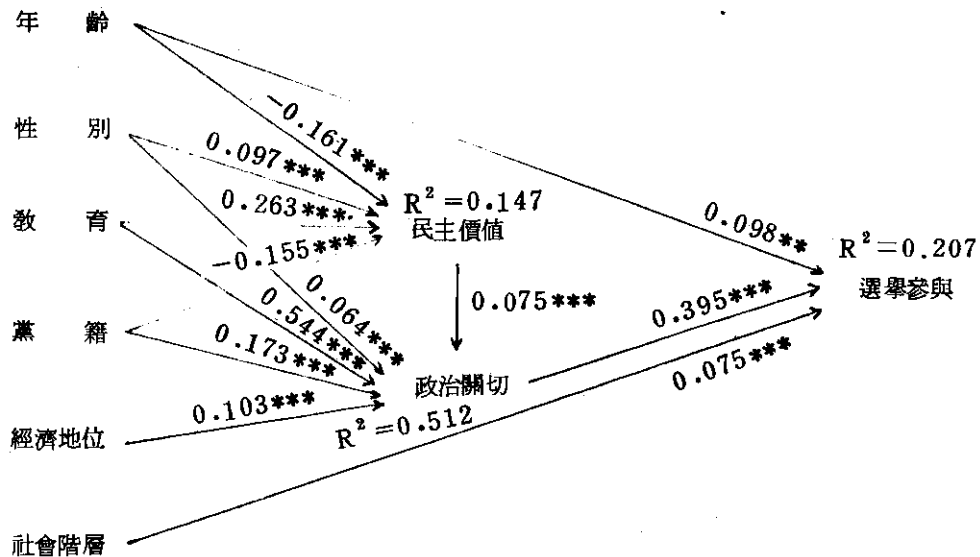 年 齡
性 別
教 育
黨 籍
經濟地位
社會階層
-0.161***
0.097***
0.263***
-0.155***
0.064***
0.544***
0.173***
0.103***
R²=0.147
民主價值
0.075***
政治關切
R²=0.512
0.098**
0.395***
0.075***
R²=0.207
選舉參與